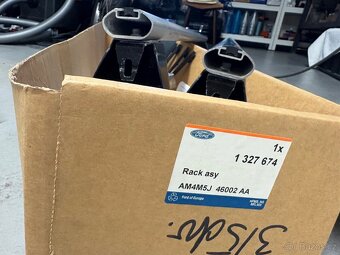 Ford
1x
1 327 674
Rack asy
AM4M5J 46002 AA
Ford of Europe